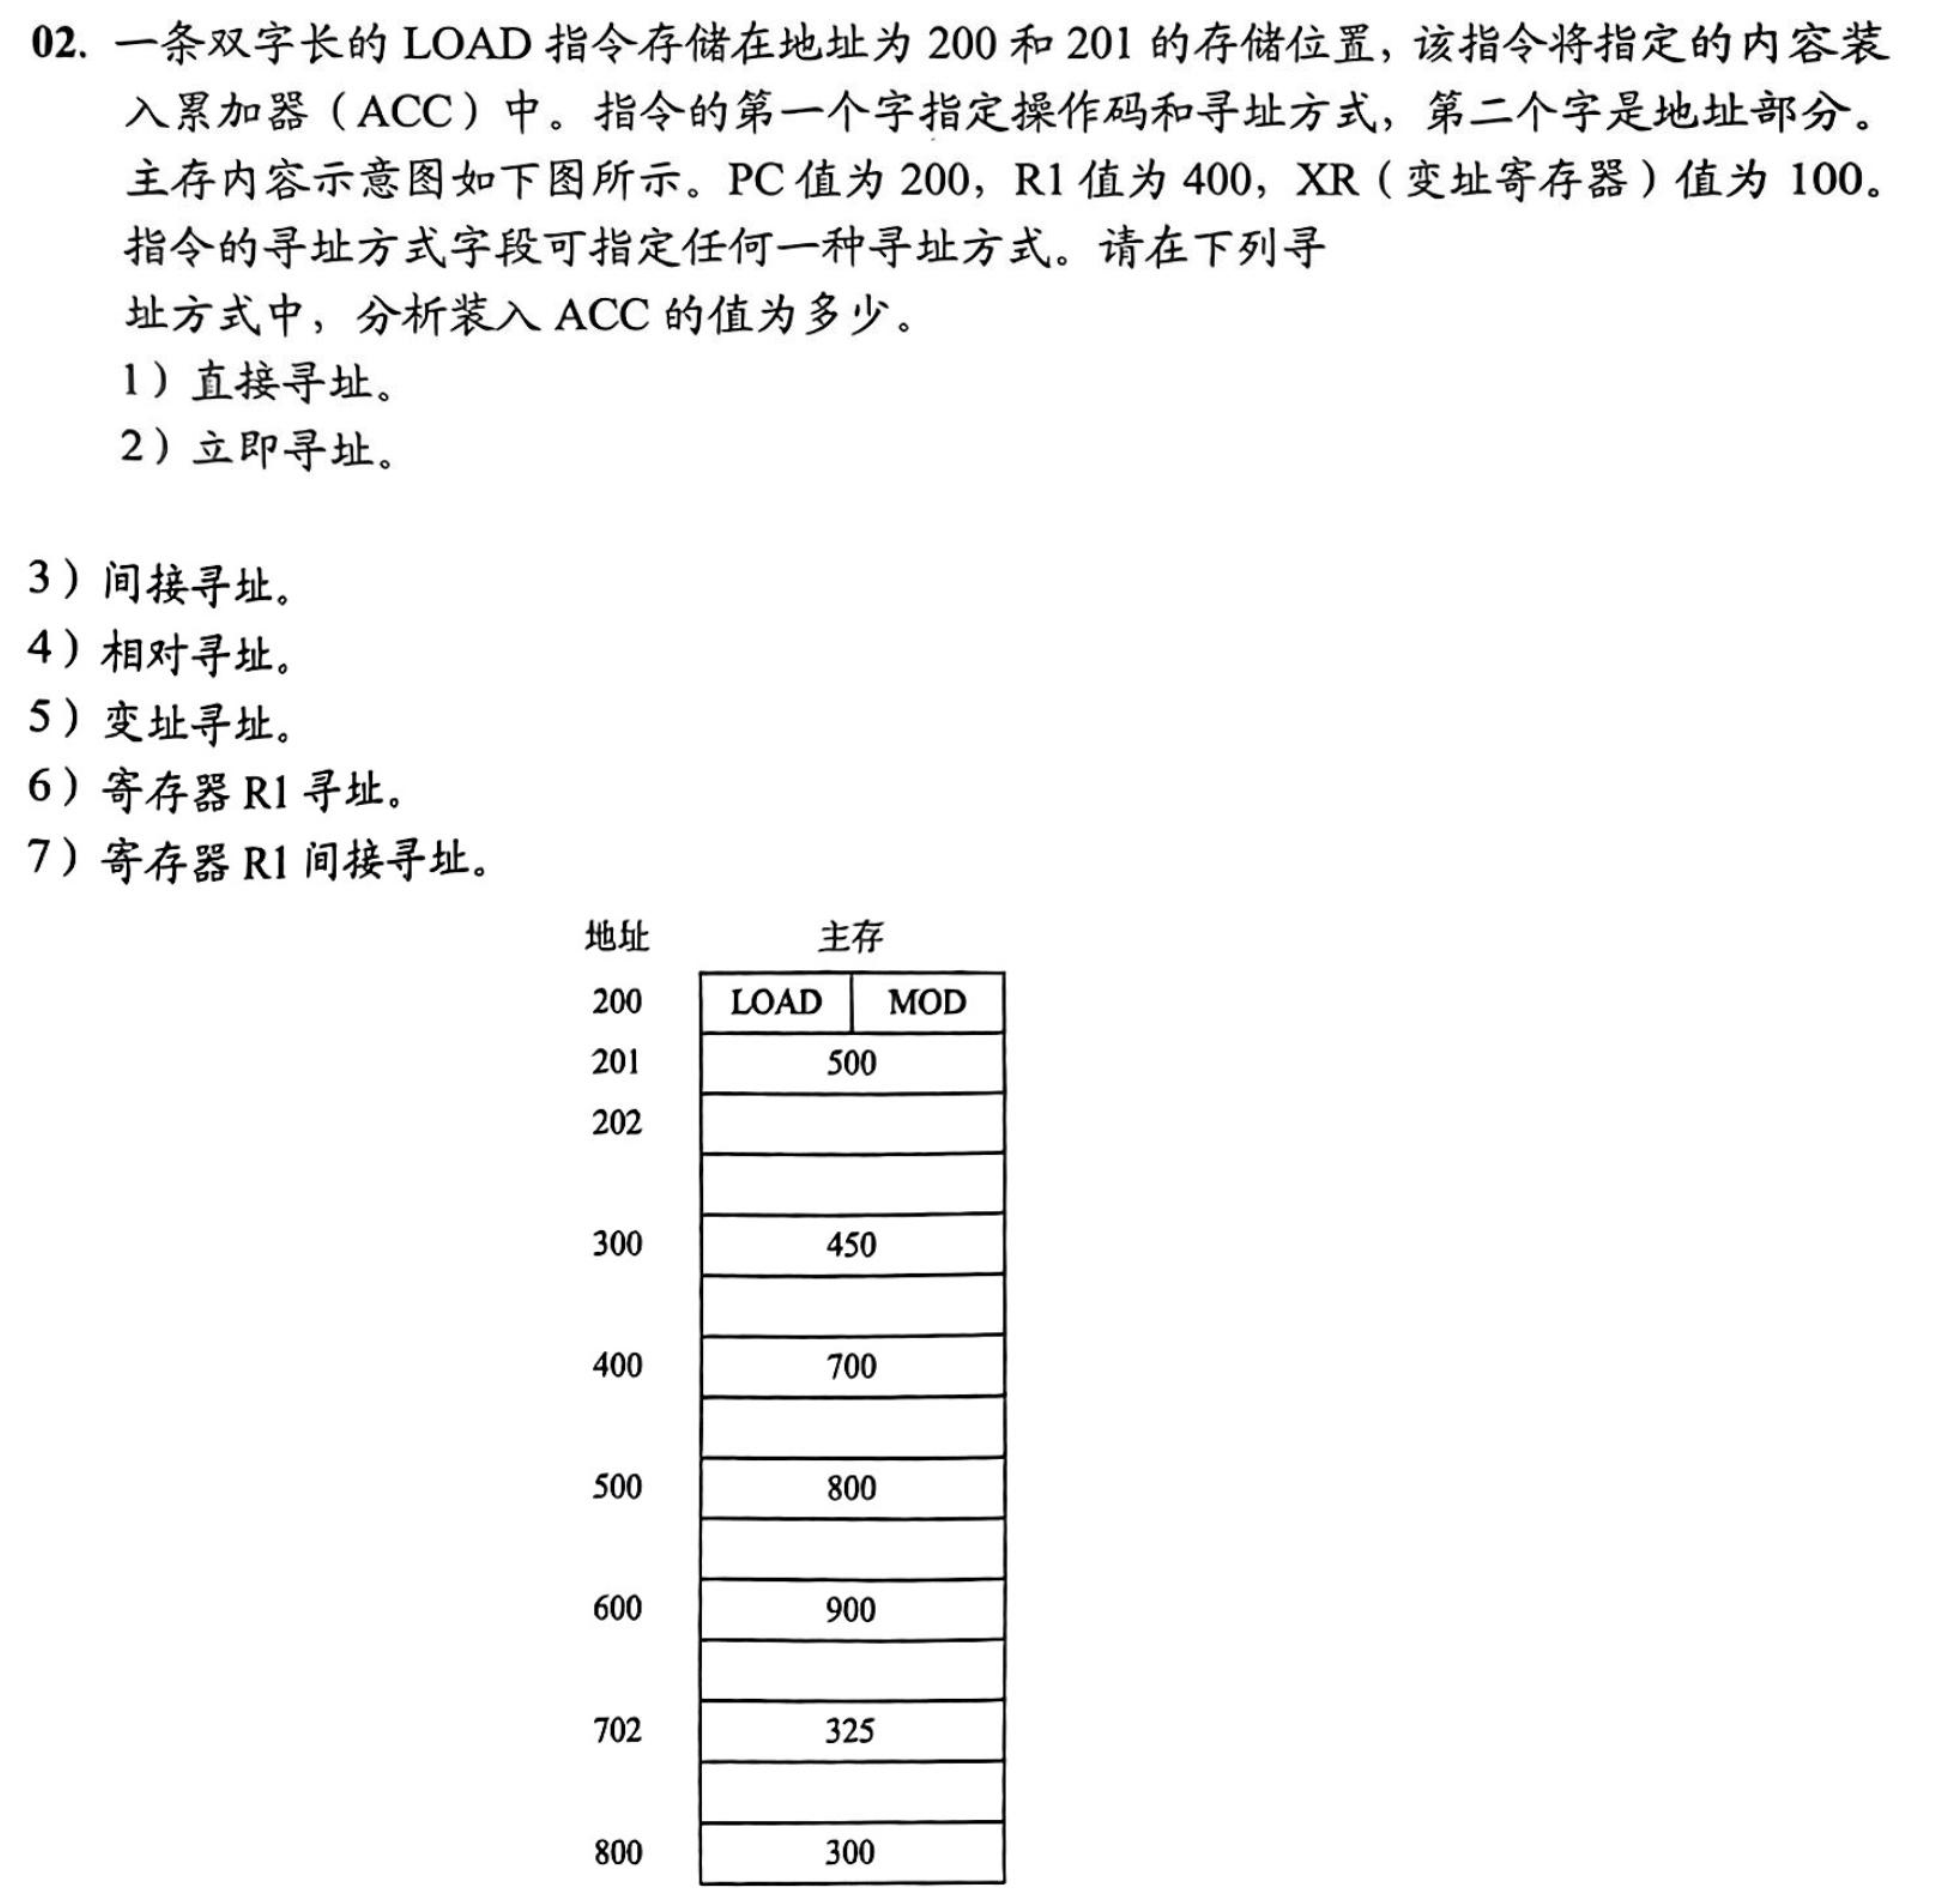 02. 一条双字长的 LOAD 指令存储在地址为 200 和 201 的存储位置，该指令将指定的内容装
入累加器（ACC）中。指令的第一个字指定操作码和寻址方式，第二个字是地址部分。
主存内容示意图如下图所示。PC 值为 200，R1 值为 400，XR（变址寄存器）值为 100。
指令的寻址方式字段可指定任何一种寻址方式。请在下列寻
址方式中，分析装入 ACC 的值为多少。
1）直接寻址。
2）立即寻址。
3）间接寻址。
4）相对寻址。
5）变址寻址。
6）寄存器 R1 寻址。
7）寄存器 R1 间接寻址。
地址 主存
200 LOAD MOD
201 500
202
300 450
400 700
500 800
600 900
702 325
800 300